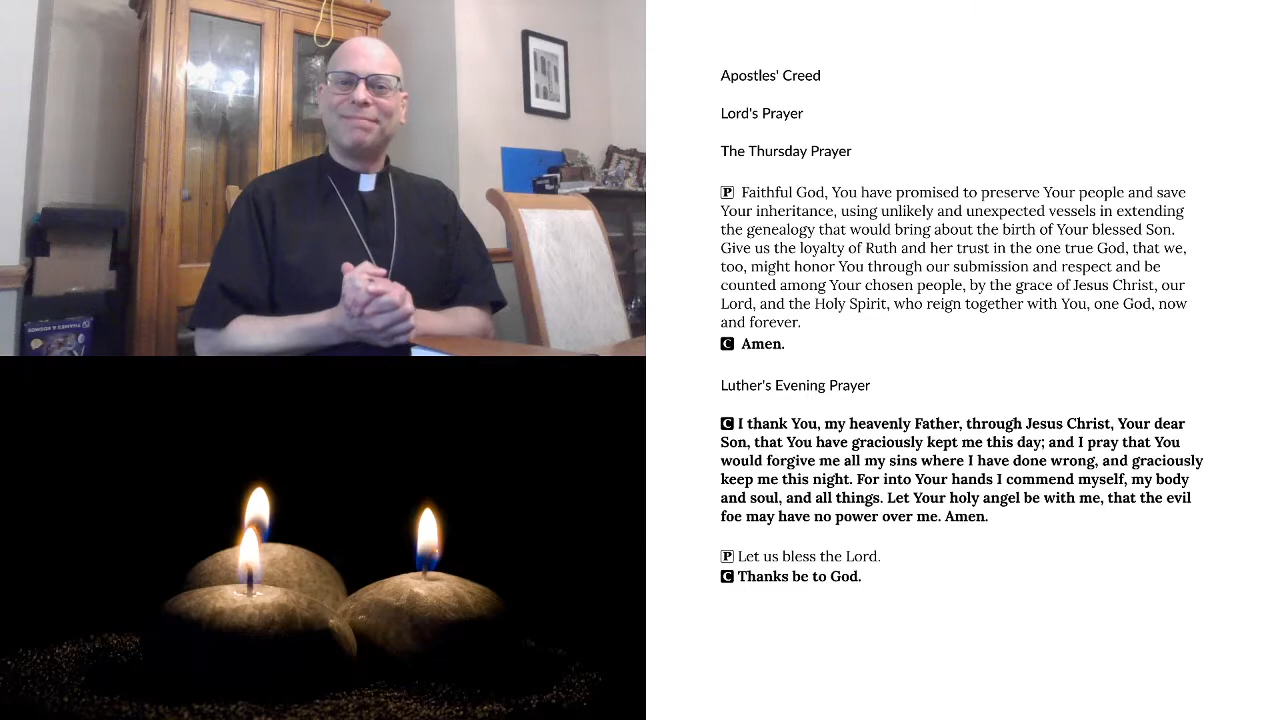 Apostles' Creed
Lord's Prayer
The Thursday Prayer
P Faithful God, You have promised to preserve Your people and save
Your inheritance, using unlikely and unexpected vessels in extending
the genealogy that would bring about the birth of Your blessed Son.
Give us the loyalty of Ruth and her trust in the one true God, that we,
too, might honor You through our submission and respect and be
counted among Your chosen people, by the grace of Jesus Christ, our
Lord, and the Holy Spirit, who reign together with You, one God, now
and forever.
C Amen.
Luther's Evening Prayer
C I thank You, my heavenly Father, through Jesus Christ, Your dear
Son, that You have graciously kept me this day; and I pray that You
would forgive me all my sins where I have done wrong, and graciously
keep me this night. For into Your hands I commend myself, my body
and soul, and all things. Let Your holy angel be with me, that the evil
foe may have no power over me. Amen.
P Let us bless the Lord.
C Thanks be to God.
THAMES & KOSMOS